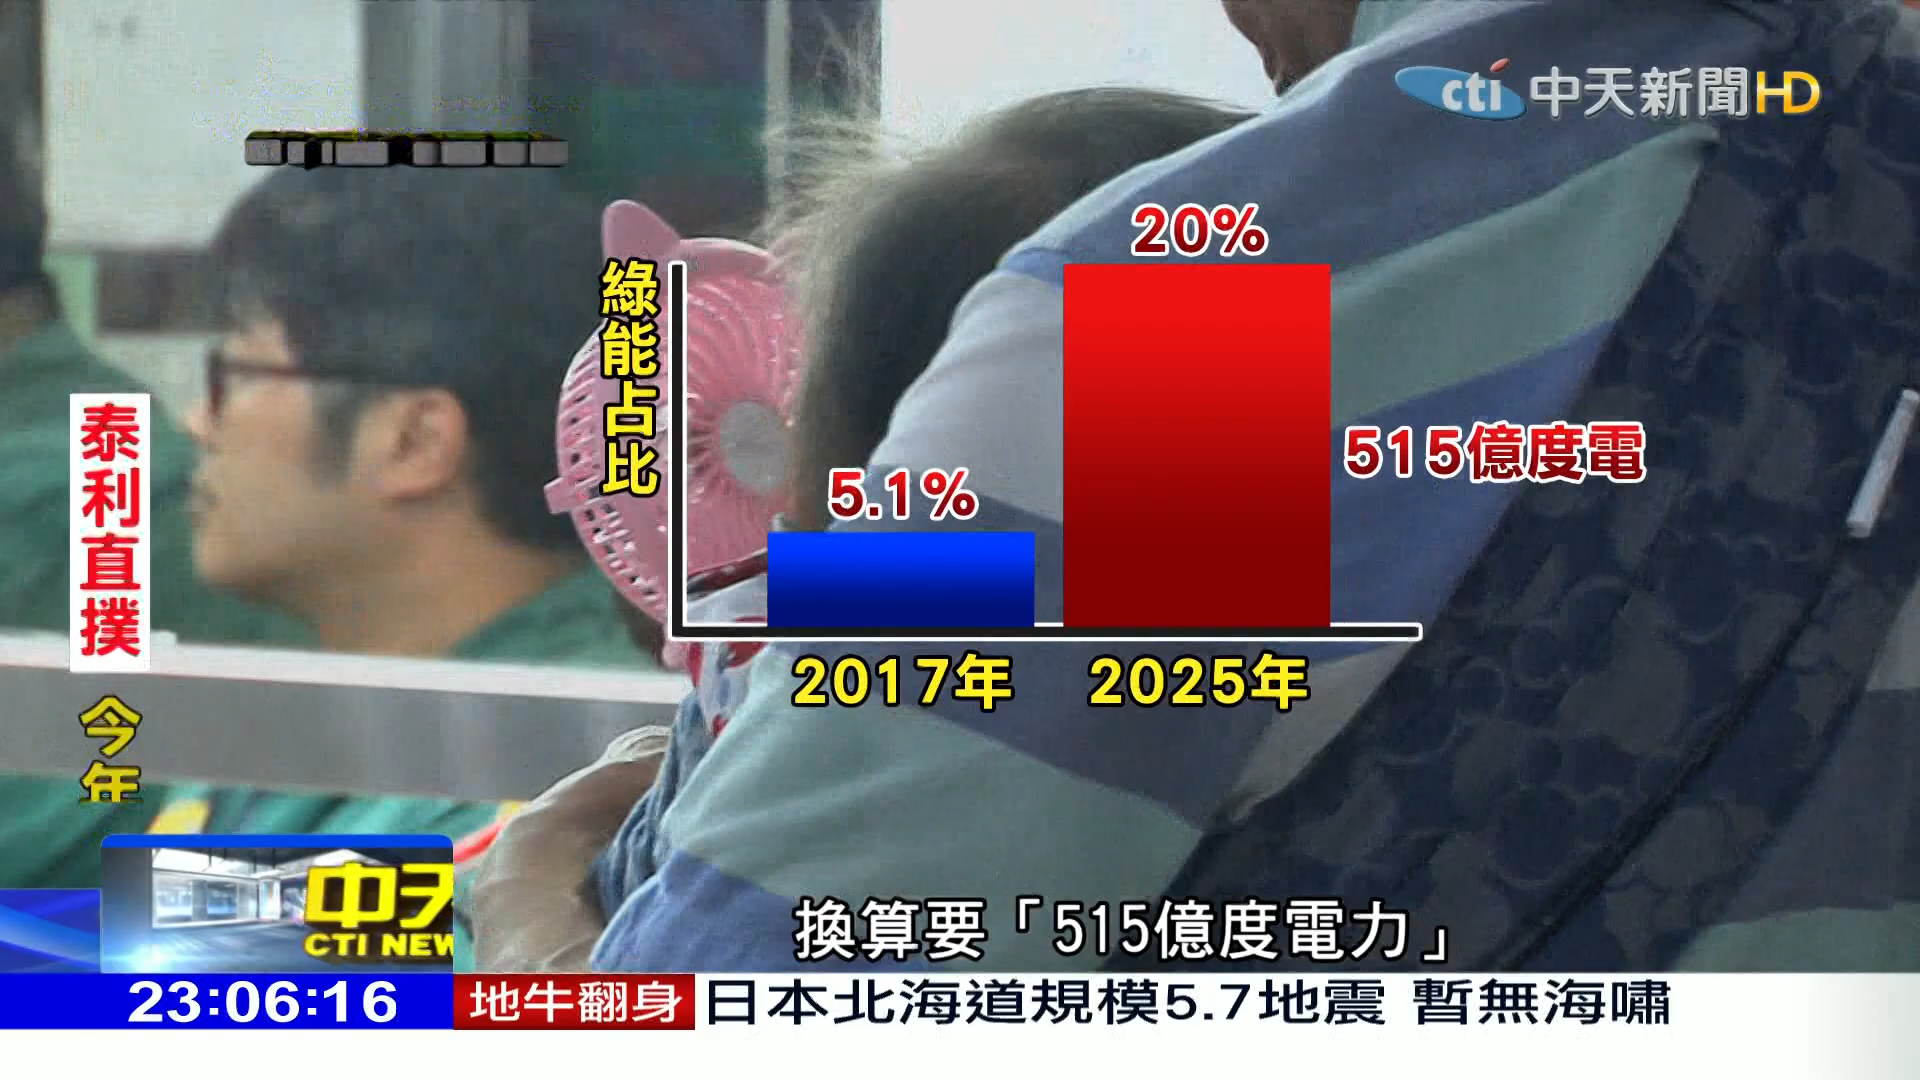 cti 中天新聞HD
20%
綠能占比
515億度電
5.1%
2017年
2025年
泰利直撲
今年
中天
CTI NEW
換算要「515億度電力」
23:06:16
地牛翻身
日本北海道規模5.7地震 暫無海嘯